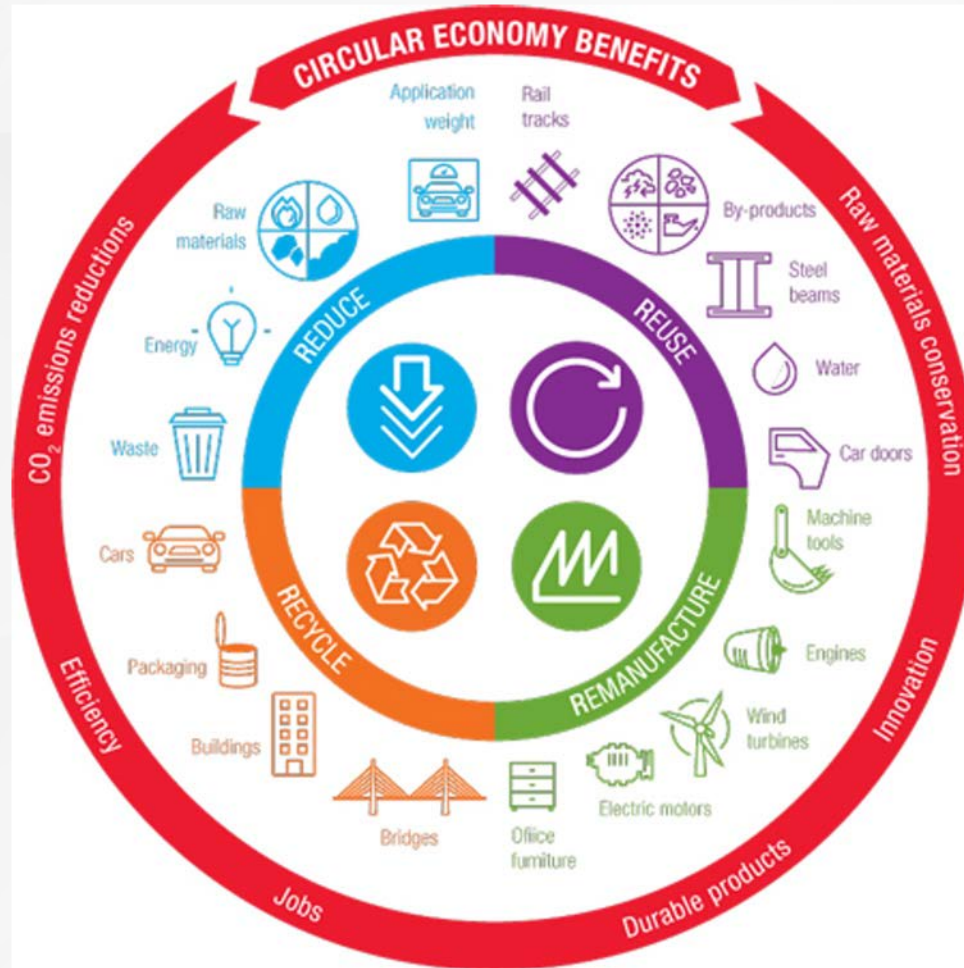 CIRCULAR ECONOMY BENEFITS
Application
weight
Rail
tracks
Raw
materials
By-products
Steel
beams
Energy
Water
Waste
Car doors
Cars
Machine
tools
Packaging
Engines
Buildings
Wind
turbines
Bridges
Office
furniture
Electric motors
REDUCE
REUSE
RECYCLE
REMANUFACTURE
CO₂ emissions reductions
Raw materials conservation
Efficiency
Innovation
Jobs
Durable products